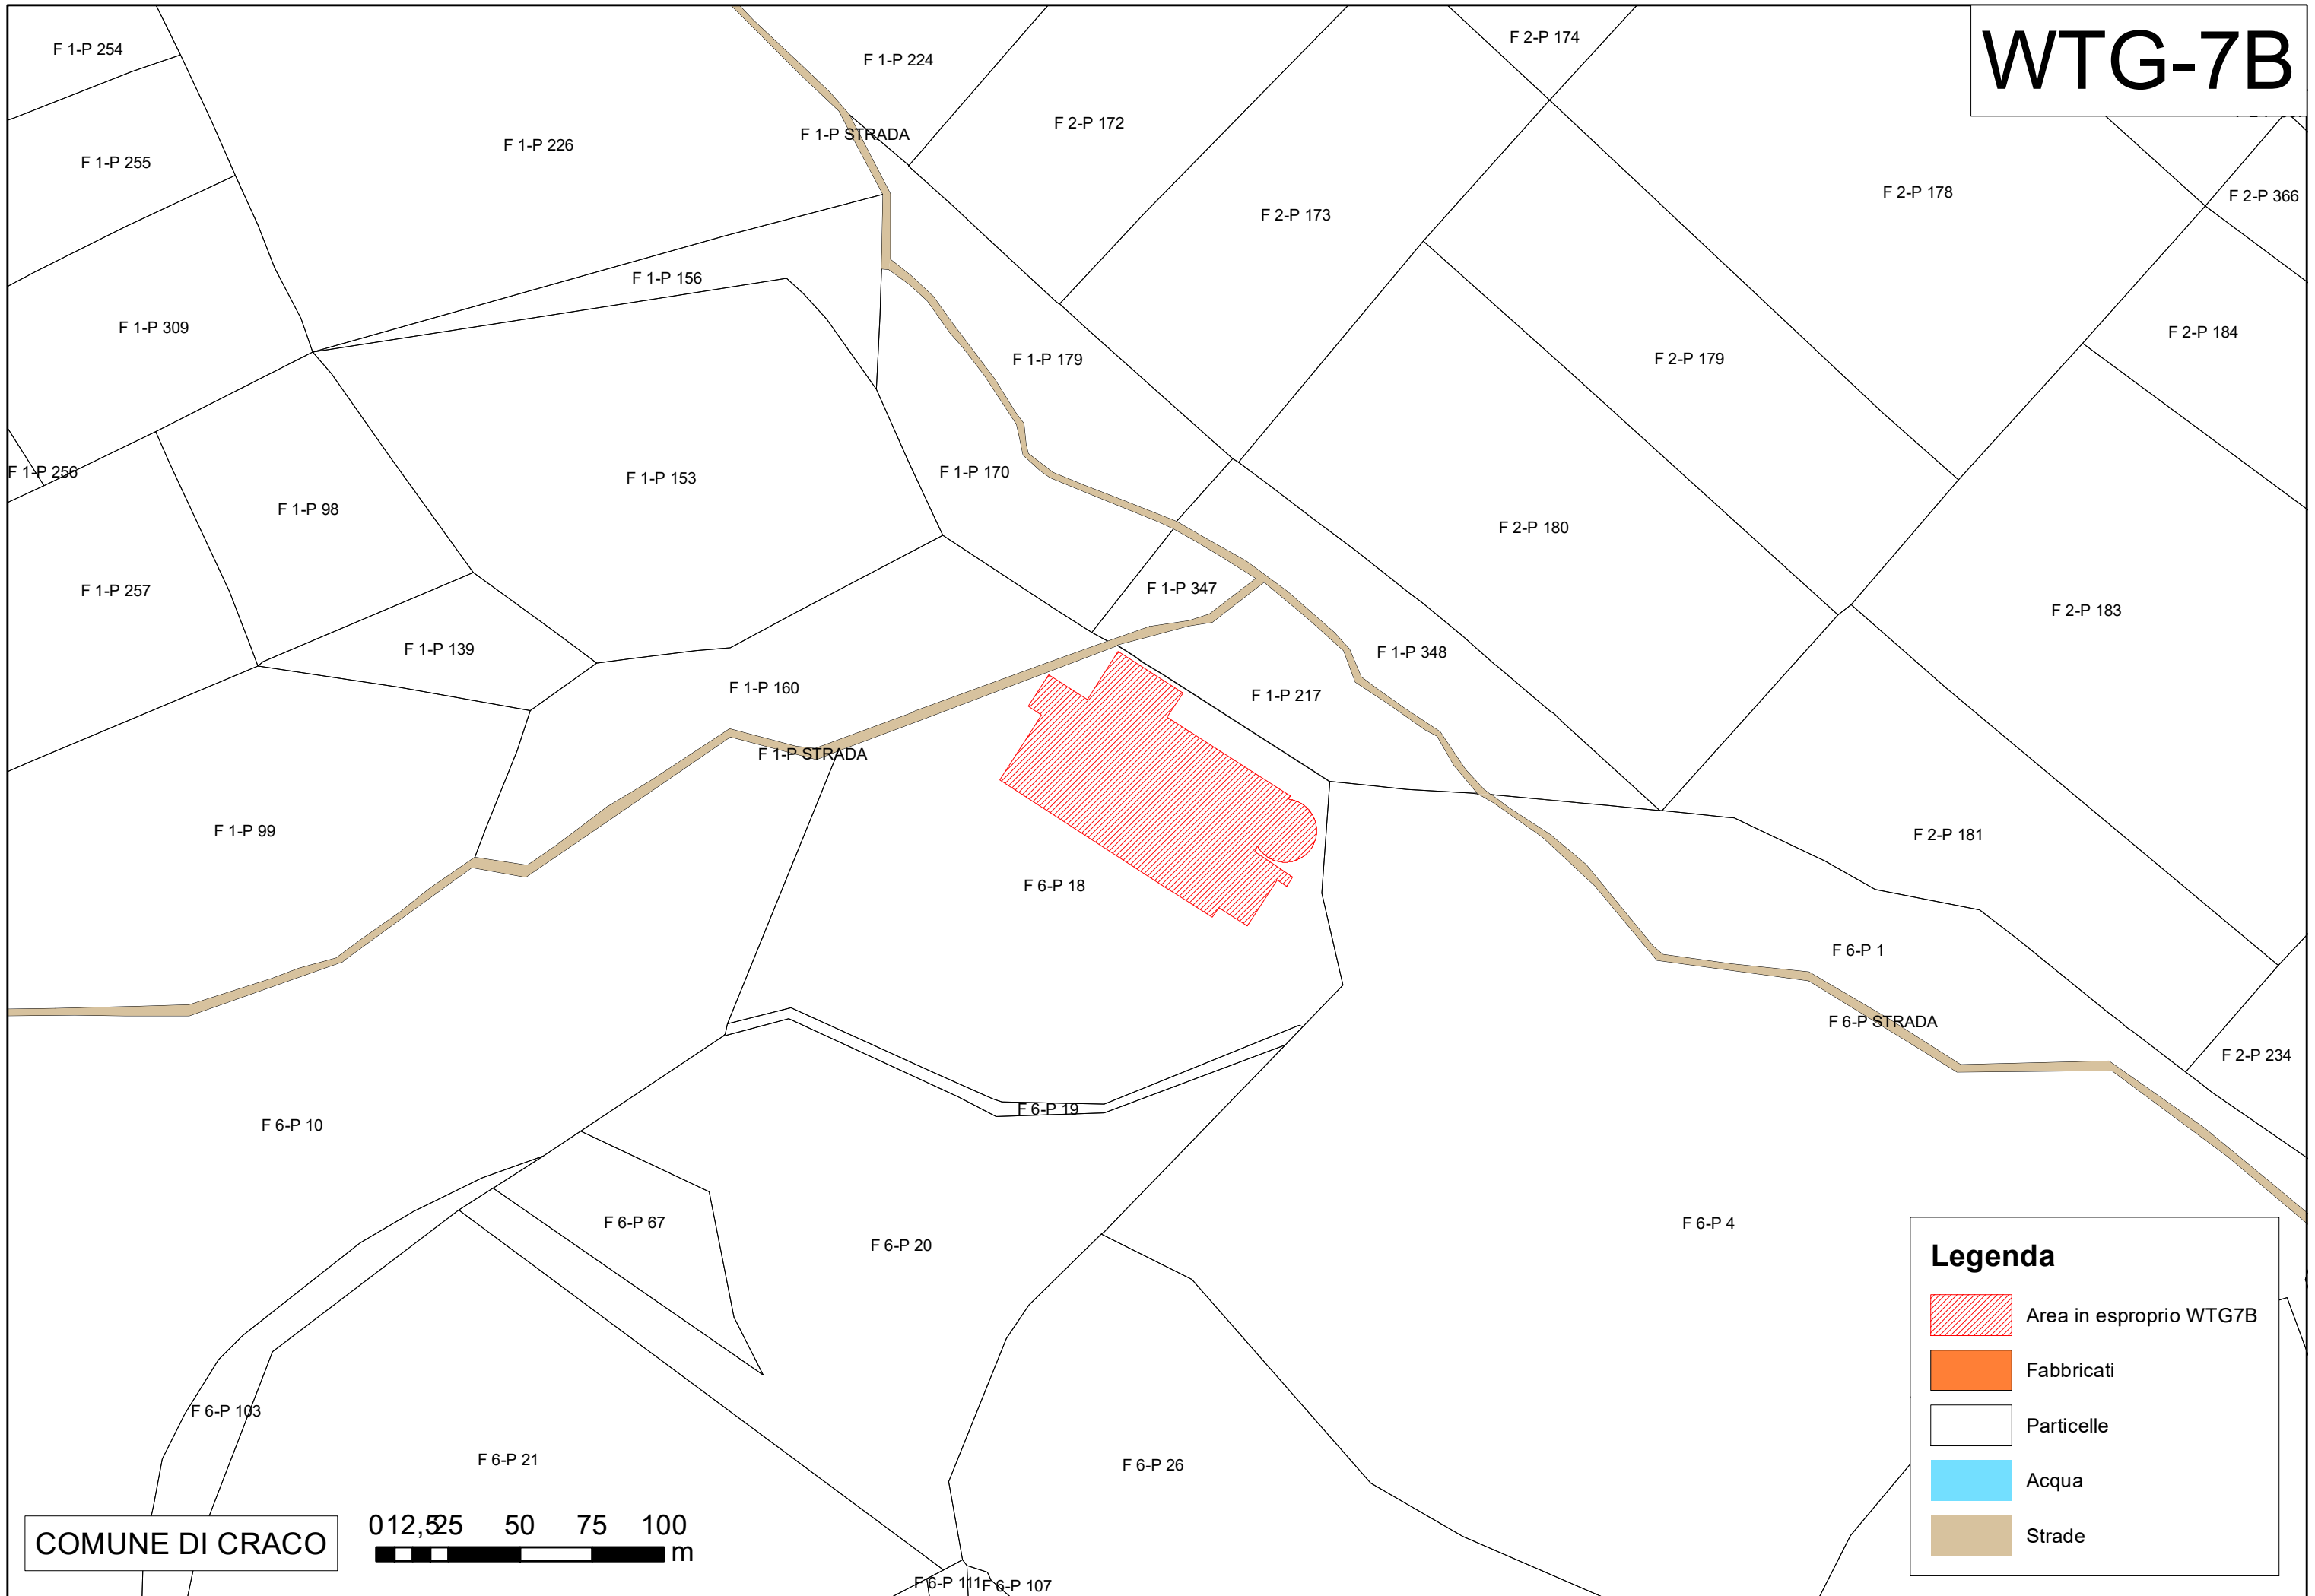 WTG-7B
F 1-P 254
F 1-P 224
F 2-P 174
F 2-P 172
F 1-P STRADA
F 1-P 226
F 1-P 255
F 2-P 178
F 2-P 366
F 2-P 173
F 1-P 156
F 1-P 309
F 2-P 184
F 1-P 179
F 2-P 179
F 1-P 256
F 1-P 170
F 1-P 153
F 1-P 98
F 2-P 180
F 1-P 257
F 1-P 347
F 2-P 183
F 1-P 139
F 1-P 348
F 1-P 160
F 1-P 217
F 1-P STRADA
F 1-P 99
F 2-P 181
F 6-P 18
F 6-P 1
F 6-P STRADA
F 2-P 234
F 6-P 19
F 6-P 10
F 6-P 67
F 6-P 20
F 6-P 4
F 6-P 103
F 6-P 21
F 6-P 26
F 6-P 111
F 6-P 107
Legenda
Area in esproprio WTG7B
Fabbricati
Particelle
Acqua
Strade
COMUNE DI CRACO
0 12,5 25 50 75 100
m